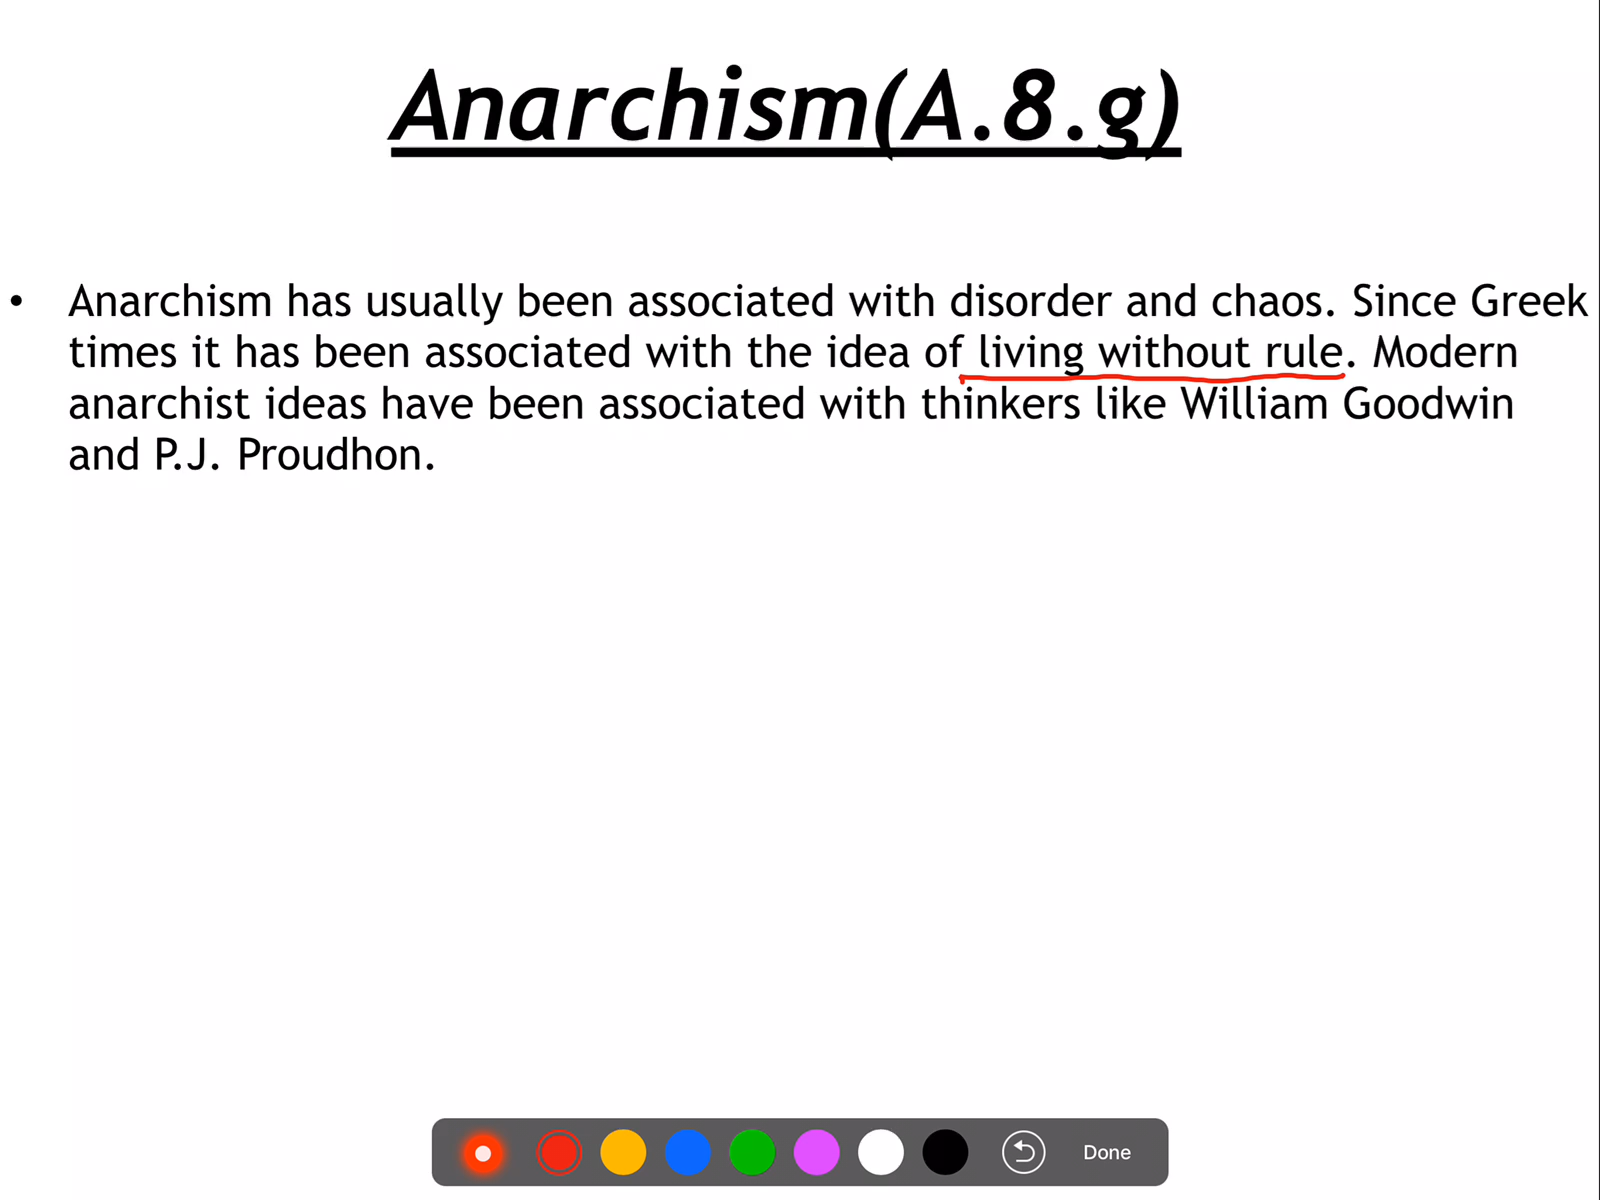 Anarchism(A.8.g)
• Anarchism has usually been associated with disorder and chaos. Since Greek
times it has been associated with the idea of living without rule. Modern
anarchist ideas have been associated with thinkers like William Goodwin
and P.J. Proudhon.
Done